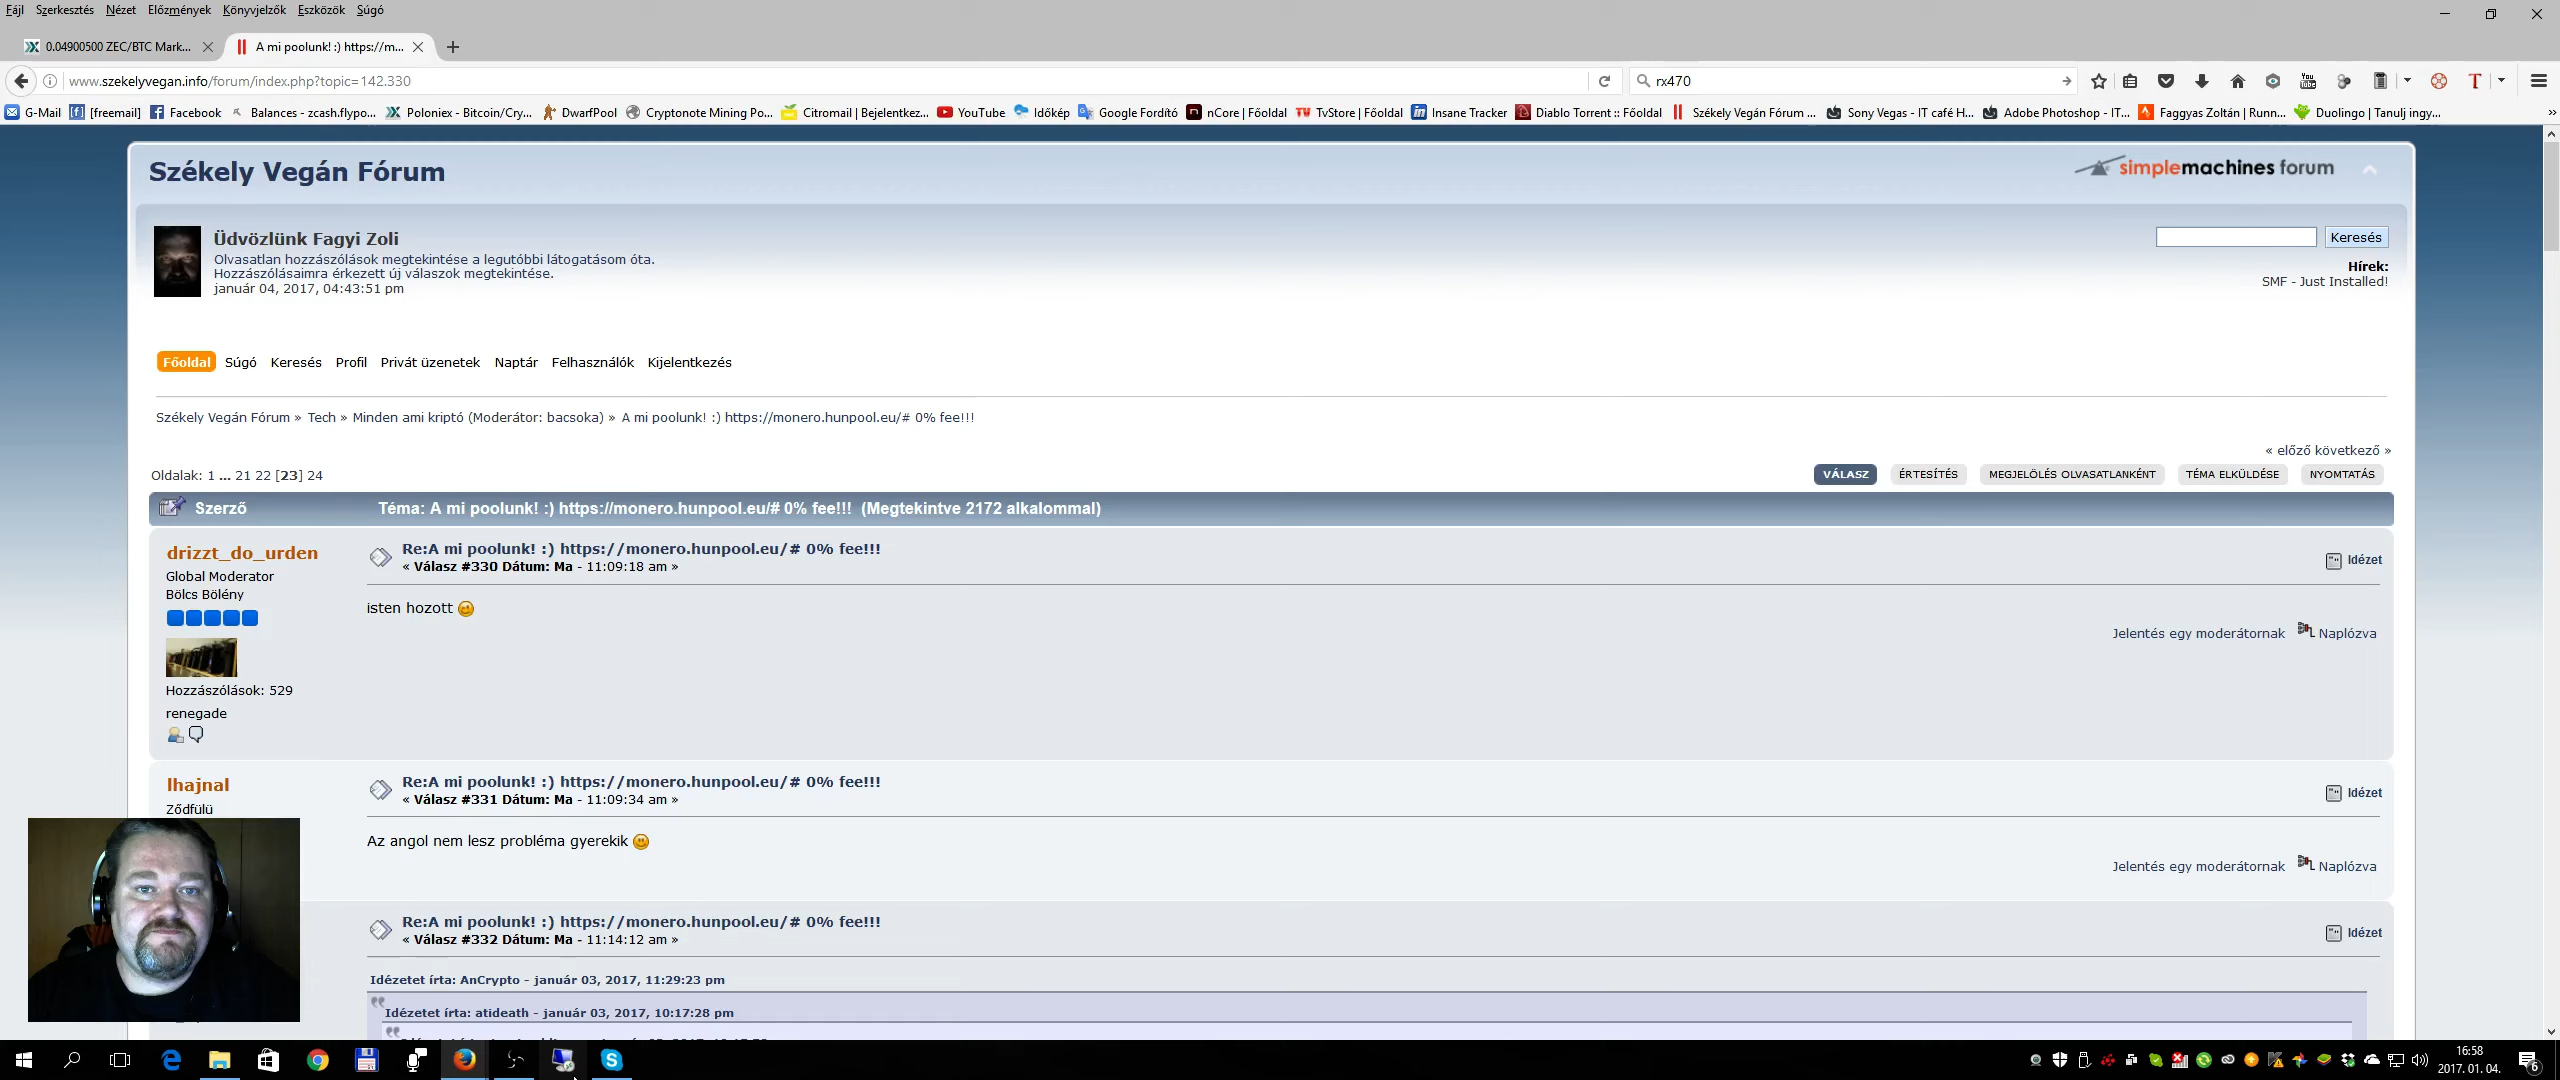 Fájl Szerkesztés Nézet Előzmények Könyvjelzők Eszközök Súgó
0.04900500 ZEC/BTC Mark... A mi poolunk! :) https://m...
www.szekelyvegan.info/forum/index.php?topic=142.330 rx470
G-Mail [freemail] Facebook Balances - zcash.flypo... Poloniex - Bitcoin/Cry... DwarfPool Cryptonote Mining Po... Citromail | Bejelentkez... YouTube Időkép Google Fordító nCore | Főoldal TvStore | Főoldal Insane Tracker Diablo Torrent :: Főoldal Székely Vegán Fórum ... Sony Vegas - IT café H... Adobe Photoshop - IT... Faggyas Zoltán | Runn... Duolingo | Tanulj ingy...
Székely Vegán Fórum simplemachines forum
Üdvözlünk Fagyi Zoli
Keresés
Olvasatlan hozzászólások megtekintése a legutóbbi látogatásom óta.
Hozzászólásaimra érkezett új válaszok megtekintése.
január 04, 2017, 04:43:51 pm
Hírek:
SMF - Just Installed!
Főoldal Súgó Keresés Profil Privát üzenetek Naptár Felhasználók Kijelentkezés
Székely Vegán Fórum » Tech » Minden ami kriptó (Moderátor: bacsoka) » A mi poolunk! :) https://monero.hunpool.eu/# 0% fee!!!
« előző következő »
Oldalak: 1 ... 21 22 [23] 24 VÁLASZ ÉRTESÍTÉS MEGJELÖLÉS OLVASATLANKÉNT TÉMA ELKÜLDÉSE NYOMTATÁS
Szerző Téma: A mi poolunk! :) https://monero.hunpool.eu/# 0% fee!!! (Megtekintve 2172 alkalommal)
drizzt_do_urden
Global Moderator
Bölcs Bölény
Hozzászólások: 529
renegade
Re:A mi poolunk! :) https://monero.hunpool.eu/# 0% fee!!!
« Válasz #330 Dátum: Ma - 11:09:18 am »
Idézet
isten hozott
Jelentés egy moderátornak Naplózva
lhajnal
Ződfülű
Re:A mi poolunk! :) https://monero.hunpool.eu/# 0% fee!!!
« Válasz #331 Dátum: Ma - 11:09:34 am »
Idézet
Az angol nem lesz probléma gyerekik
Jelentés egy moderátornak Naplózva
Re:A mi poolunk! :) https://monero.hunpool.eu/# 0% fee!!!
« Válasz #332 Dátum: Ma - 11:14:12 am »
Idézet
Idézetet írta: AnCrypto - január 03, 2017, 11:29:23 pm
Idézetet írta: atideath - január 03, 2017, 10:17:28 pm
16:58
2017. 01. 04.
6